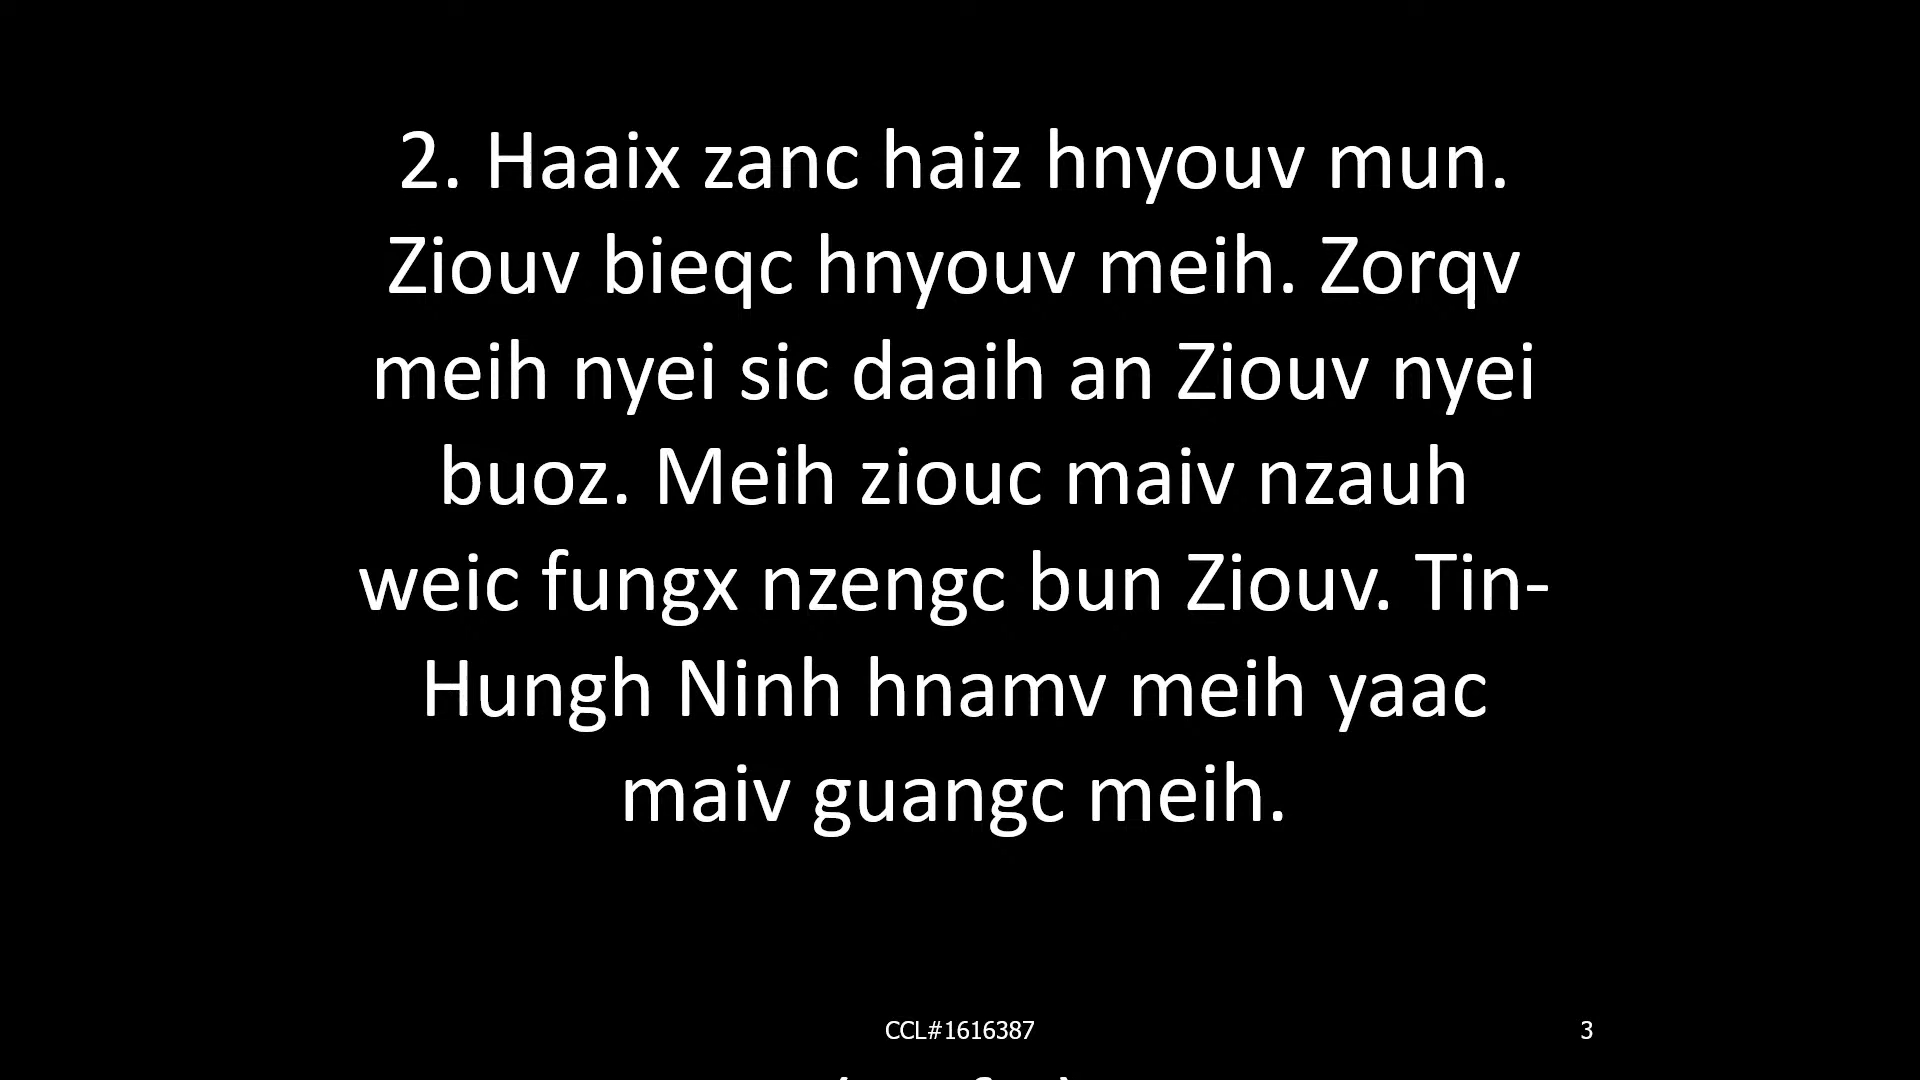 2. Haaix zanc haiz hnyouv mun.
Ziouv bieqc hnyouv meih. Zorqv
meih nyei sic daaih an Ziouv nyei
buoz. Meih ziouc maiv nzauh
weic fungx nzengc bun Ziouv. Tin-
Hungh Ninh hnamv meih yaac
maiv guangc meih.
CCL#1616387
3